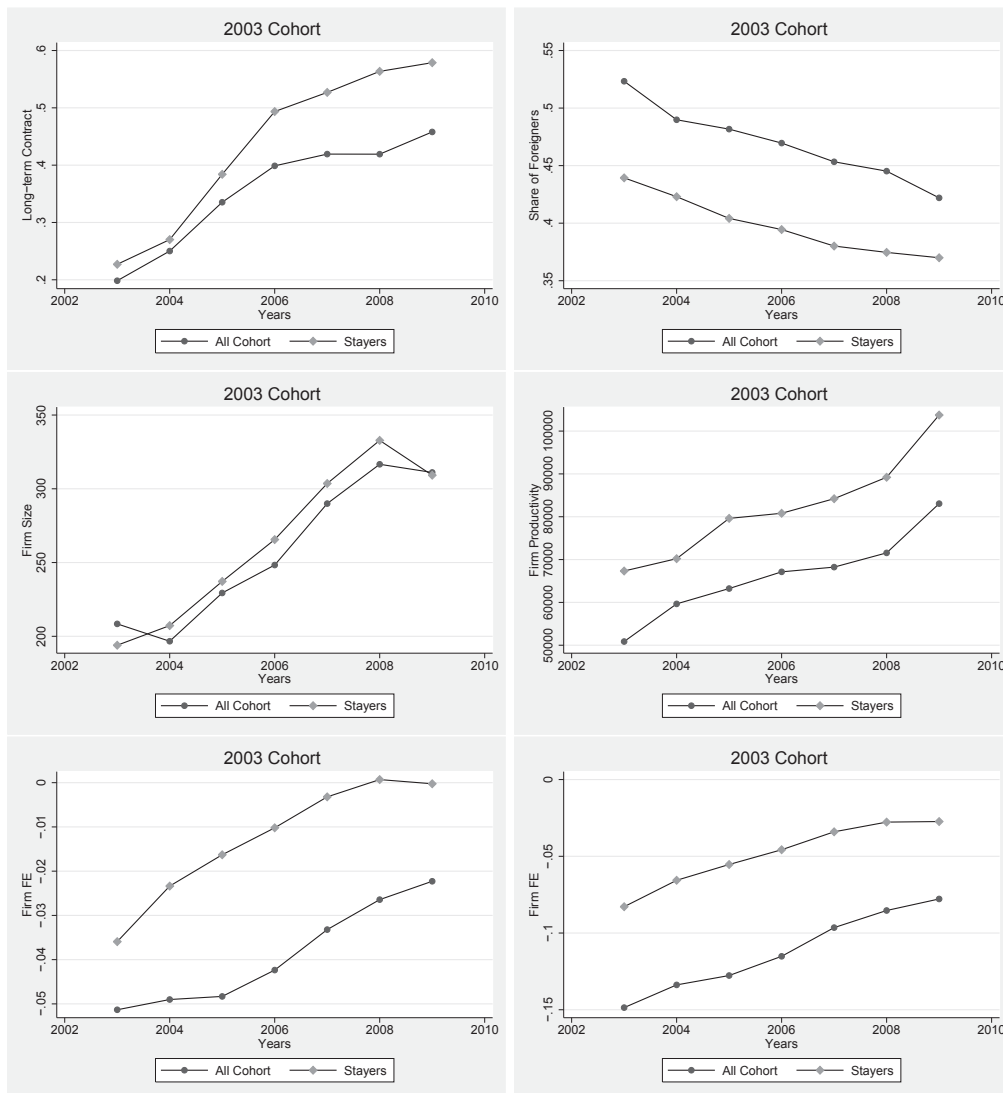 2003 Cohort
Long−term Contract
.6
.5
.4
.3
.2
2002 2004 2006 2008 2010
Years
All Cohort Stayers
2003 Cohort
Share of Foreigners
.55
.5
.45
.4
.35
2002 2004 2006 2008 2010
Years
All Cohort Stayers
2003 Cohort
Firm Size
350
300
250
200
2002 2004 2006 2008 2010
Years
All Cohort Stayers
2003 Cohort
Firm Productivity
100000
90000
80000
70000
60000
50000
2002 2004 2006 2008 2010
Years
All Cohort Stayers
2003 Cohort
Firm FE
0
−.01
−.02
−.03
−.04
−.05
2002 2004 2006 2008 2010
Years
All Cohort Stayers
2003 Cohort
Firm FE
0
−.05
−.1
−.15
2002 2004 2006 2008 2010
Years
All Cohort Stayers